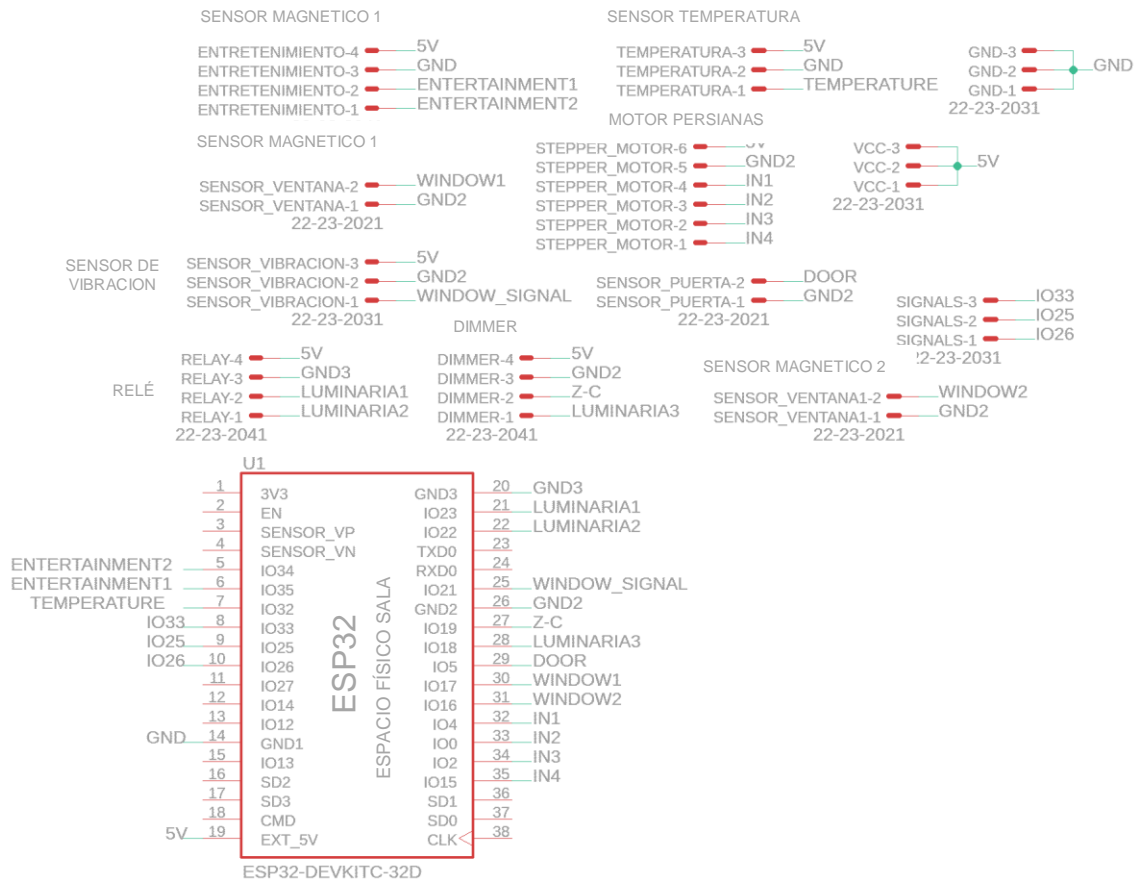 SENSOR MAGNETICO 1
ENTRETENIMIENTO-4 5V
ENTRETENIMIENTO-3 GND
ENTRETENIMIENTO-2 ENTERTAINMENT1
ENTRETENIMIENTO-1 ENTERTAINMENT2
SENSOR TEMPERATURA
TEMPERATURA-3 5V
TEMPERATURA-2 GND
TEMPERATURA-1 TEMPERATURE
GND-3
GND-2 GND
GND-1
22-23-2031
SENSOR MAGNETICO 1
SENSOR_VENTANA-2 WINDOW1
SENSOR_VENTANA-1 GND2
22-23-2021
MOTOR PERSIANAS
STEPPER_MOTOR-6
STEPPER_MOTOR-5 GND2
STEPPER_MOTOR-4 IN1
STEPPER_MOTOR-3 IN2
STEPPER_MOTOR-2 IN3
STEPPER_MOTOR-1 IN4
VCC-3
VCC-2 5V
VCC-1
22-23-2031
SENSOR DE
VIBRACION
SENSOR_VIBRACION-3 5V
SENSOR_VIBRACION-2 GND2
SENSOR_VIBRACION-1 WINDOW_SIGNAL
22-23-2031
SENSOR_PUERTA-2 DOOR
SENSOR_PUERTA-1 GND2
22-23-2021
SIGNALS-3 IO33
SIGNALS-2 IO25
SIGNALS-1 IO26
22-23-2031
RELÉ
RELAY-4 5V
RELAY-3 GND3
RELAY-2 LUMINARIA1
RELAY-1 LUMINARIA2
22-23-2041
DIMMER
DIMMER-4 5V
DIMMER-3 GND2
DIMMER-2 Z-C
DIMMER-1 LUMINARIA3
22-23-2041
SENSOR MAGNETICO 2
SENSOR_VENTANA1-2 WINDOW2
SENSOR_VENTANA1-1 GND2
22-23-2021
U1
1 3V3 GND3 20 GND3
2 EN IO23 21 LUMINARIA1
3 SENSOR_VP IO22 22 LUMINARIA2
4 SENSOR_VN TXD0 23
ENTERTAINMENT2 5 IO34 RXD0 24
ENTERTAINMENT1 6 IO35 IO21 25 WINDOW_SIGNAL
TEMPERATURE 7 IO32 GND2 26 GND2
IO33 8 IO33 IO19 27 Z-C
IO25 9 IO25 IO18 28 LUMINARIA3
IO26 10 IO26 IO5 29 DOOR
11 IO27 IO17 30 WINDOW1
12 IO14 IO16 31 WINDOW2
13 IO12 IO4 32 IN1
GND 14 GND1 IO0 33 IN2
15 IO13 IO2 34 IN3
16 SD2 IO15 35 IN4
17 SD3 SD1 36
18 CMD SD0 37
5V 19 EXT_5V CLK 38
ESP32
ESPACIO FÍSICO SALA
ESP32-DEVKITC-32D